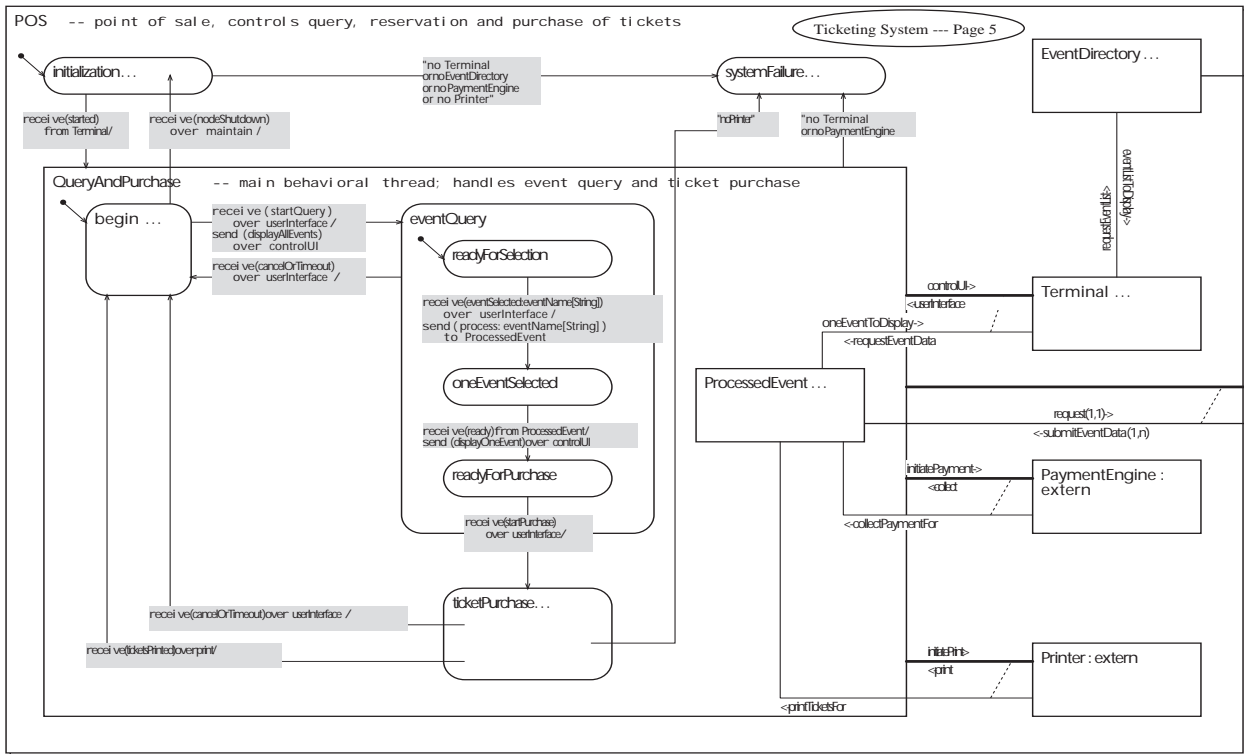 POS -- point of sale, controls query, reservation and purchase of tickets
Ticketing System --- Page 5
initialization...
"no Terminal
or no EventDirectory
or no PaymentEngine
or no Printer"
systemFailure...
EventDirectory ...
receive(started)
from Terminal/
receive(nodeShutdown)
over maintain /
"noPrinter"
"no Terminal
or no PaymentEngine
eventListToDisplay->
<-requestEventList
QueryAndPurchase -- main behavioral thread; handles event query and ticket purchase
begin ...
receive (startQuery)
over userInterface /
send (displayAllEvents)
over controlUI
receive(cancelOrTimeout)
over userInterface /
eventQuery
readyForSelection
receive(eventSelected:eventName[String])
over userInterface /
send (process: eventName[String])
to ProcessedEvent
oneEventSelected
receive(ready)from ProcessedEvent/
send (displayOneEvent)over controlUI
readyForPurchase
receive(startPurchase)
over userInterface/
ticketPurchase...
receive(cancelOrTimeout)over userInterface /
receive(ticketsPrinted)over print/
controlUI->
<-userInterface
Terminal ...
oneEventToDisplay->
<-requestEventData
ProcessedEvent ...
request(1,1)->
<-submitEventData(1,n)
initiatePayment->
<-collect
PaymentEngine :
extern
<-collectPaymentFor
initiatePrint->
<-print
Printer : extern
<-printTicketsFor